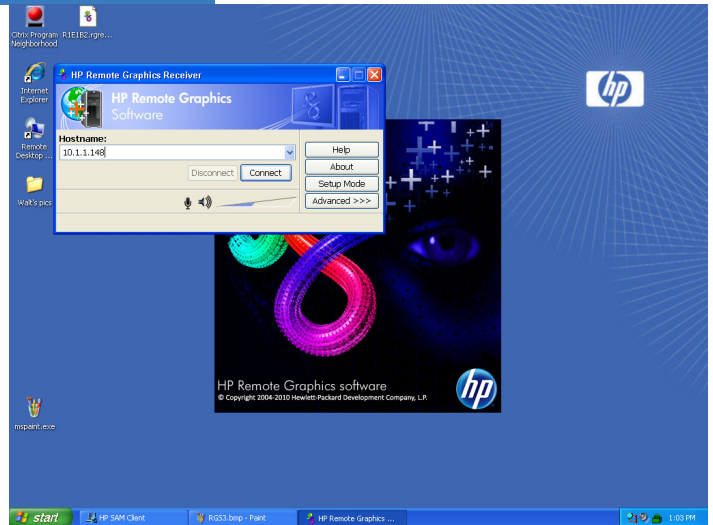 Citrix Program
Neighborhood
R1E1B2.rgre...
Internet
Explorer
Remote
Desktop ...
Walt's pics
mspaint.exe
HP Remote Graphics Receiver
HP Remote Graphics
Software
Hostname:
10.1.1.148
Disconnect
Connect
Help
About
Setup Mode
Advanced >>>
hp
HP Remote Graphics software
© Copyright 2004-2010 Hewlett-Packard Development Company, L.P.
hp
start
HP SAM Client
RGS3.bmp - Paint
HP Remote Graphics ...
1:03 PM